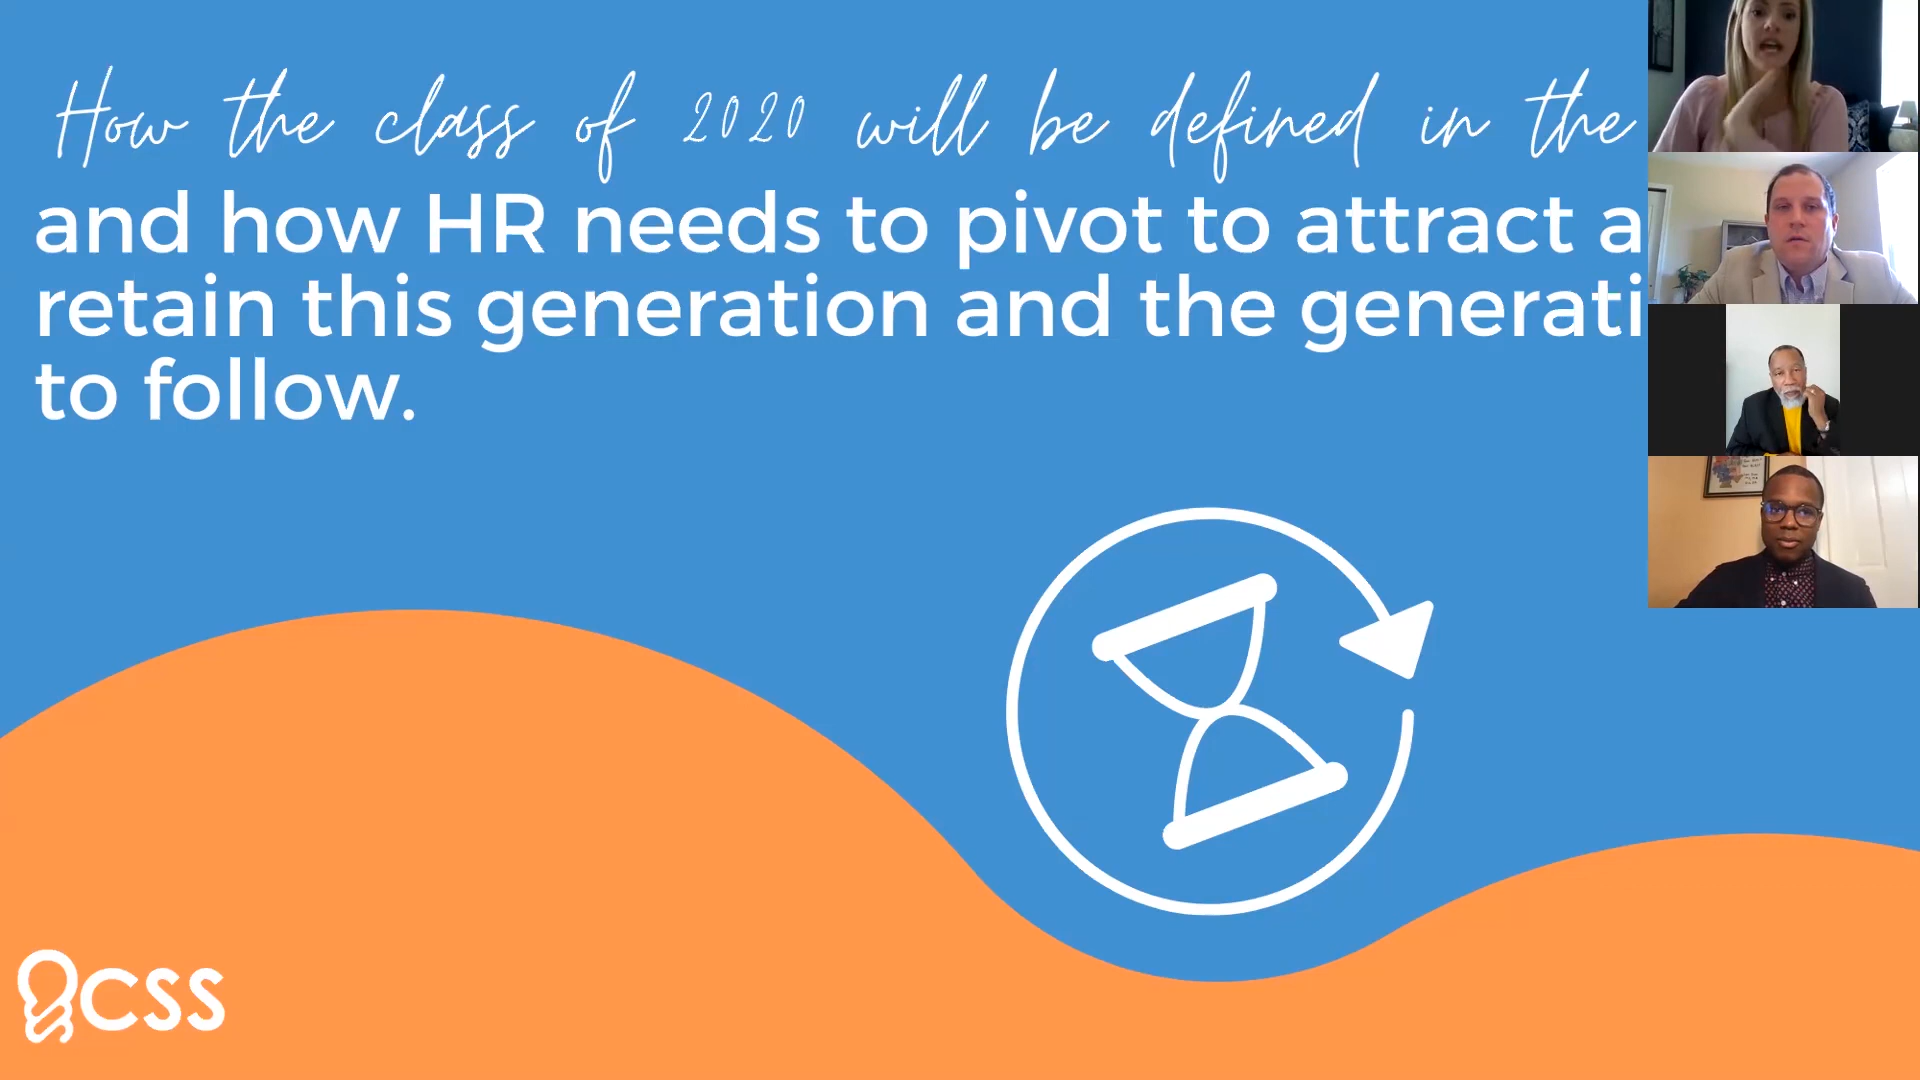 How the class of 2020 will be defined in the
and how HR needs to pivot to attract a
retain this generation and the generati
to follow.
CSS